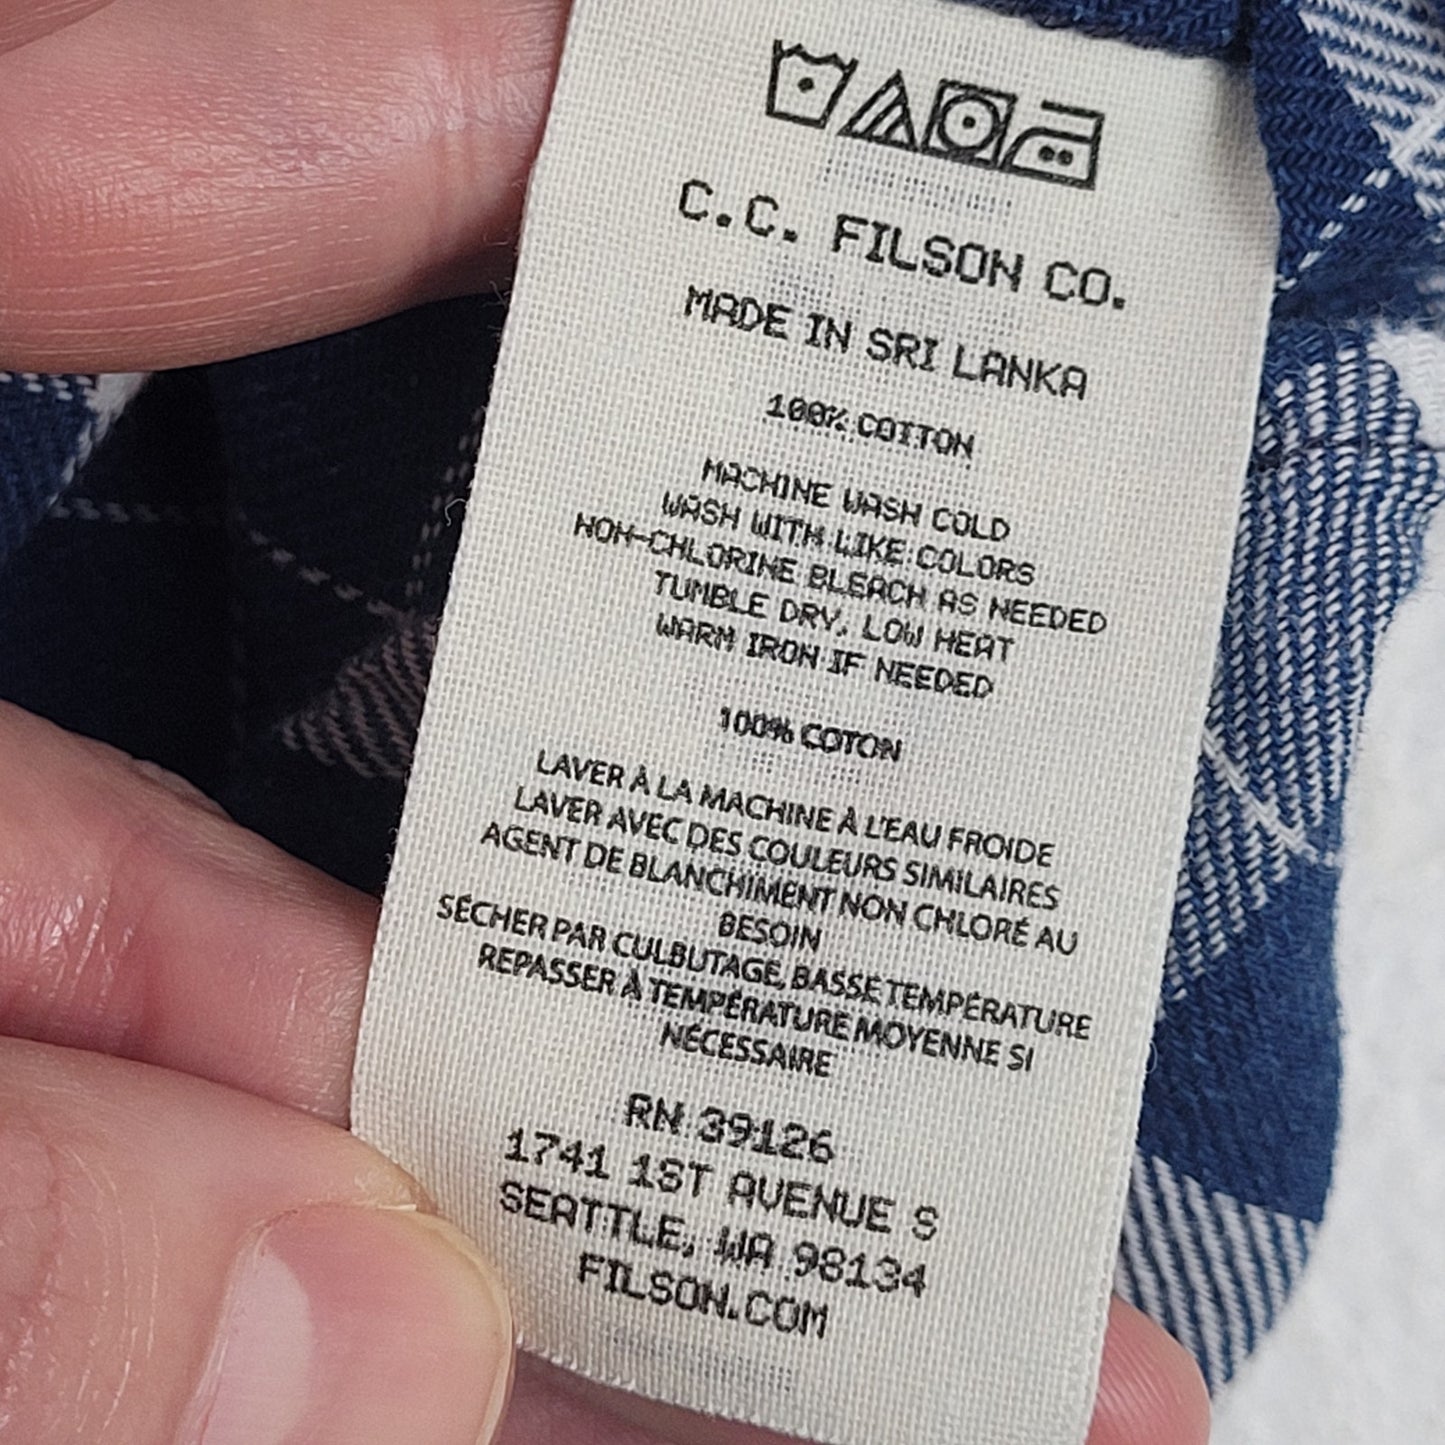 C.C. FILSON CO.
MADE IN SRI LANKA
100% COTTON
MACHINE WASH COLD
WASH WITH LIKE COLORS
NON-CHLORINE BLEACH AS NEEDED
TUMBLE DRY, LOW HEAT
WARM IRON IF NEEDED
100% COTON
LAVER À LA MACHINE À L'EAU FROIDE
LAVER AVEC DES COULEURS SIMILAIRES
AGENT DE BLANCHIMENT NON CHLORÉ AU
BESOIN
SÉCHER PAR CULBUTAGE, BASSE TEMPÉRATURE
REPASSER À TEMPÉRATURE MOYENNE SI
NÉCESSAIRE
RN 39126
1741 1ST AVENUE S
SEATTLE, WA 98134
FILSON.COM